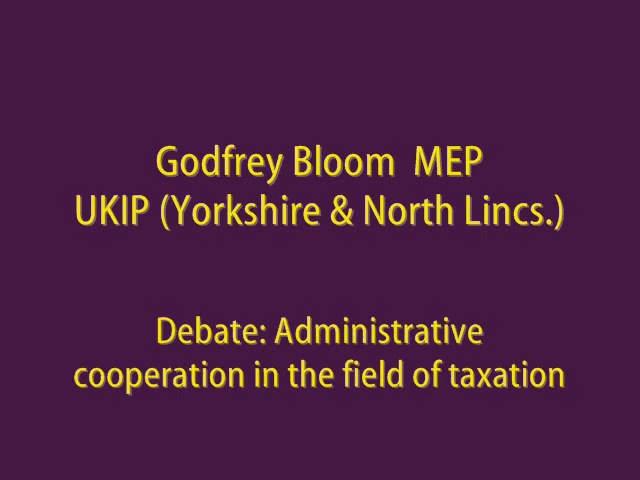 Godfrey Bloom MEP
UKIP (Yorkshire & North Lincs.)
Debate: Administrative
cooperation in the field of taxation